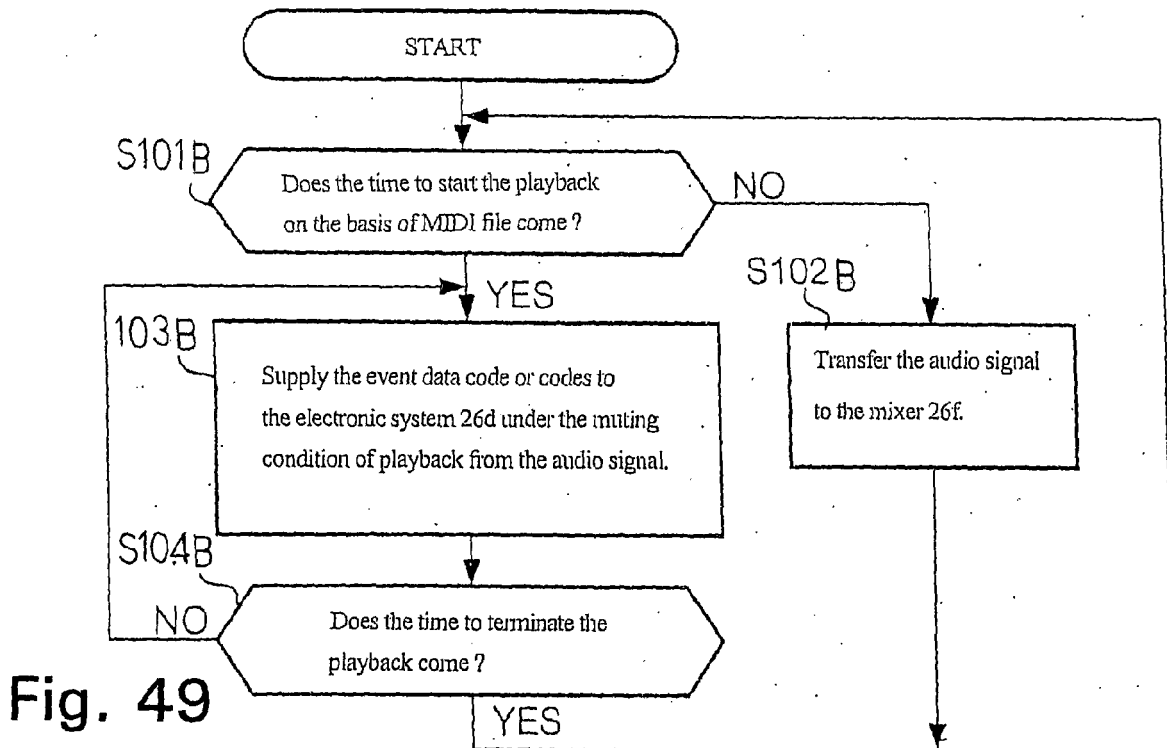 START
S101B
Does the time to start the playback
on the basis of MIDI file come ?
NO
YES
S102B
Transfer the audio signal
to the mixer 26f.
103B
Supply the event data code or codes to
the electronic system 26d under the muting
condition of playback from the audio signal.
S104B
NO
Does the time to terminate the
playback come ?
YES
Fig. 49